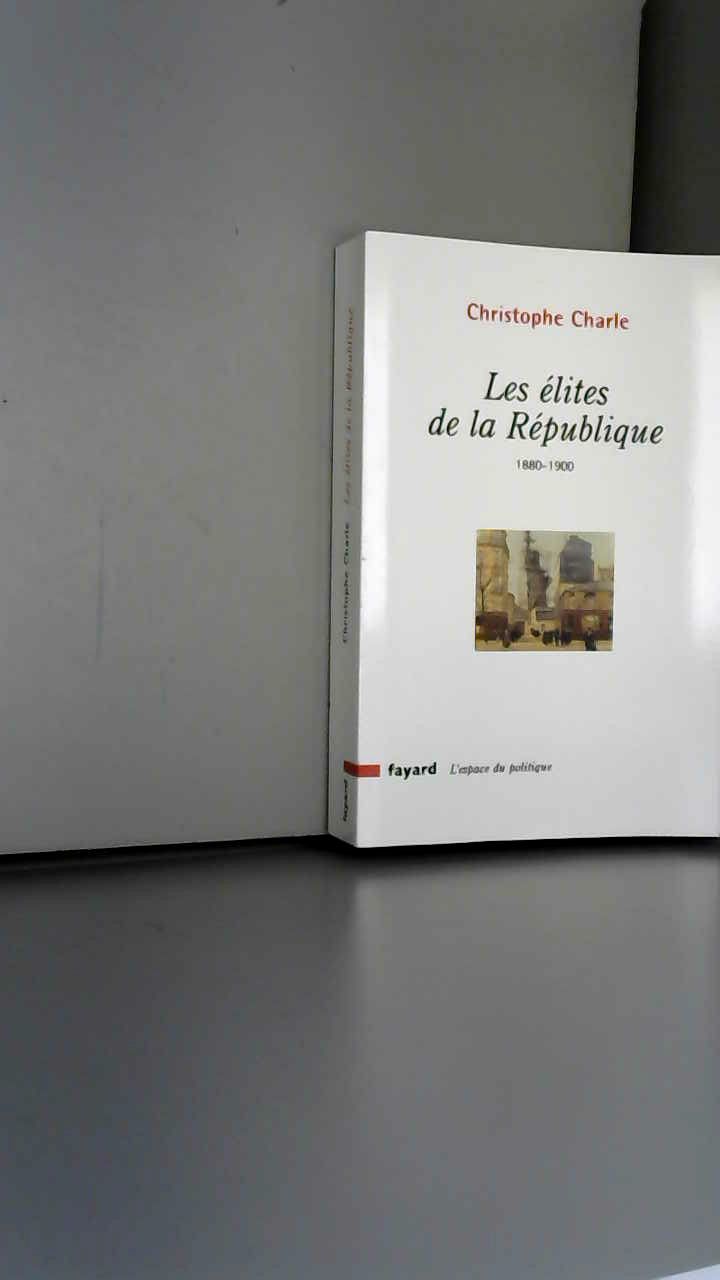 Christophe Charle
Les élites
de la République
1880-1900
fayard L'espace du politique
Christophe Charle Les élites de la République
fayard